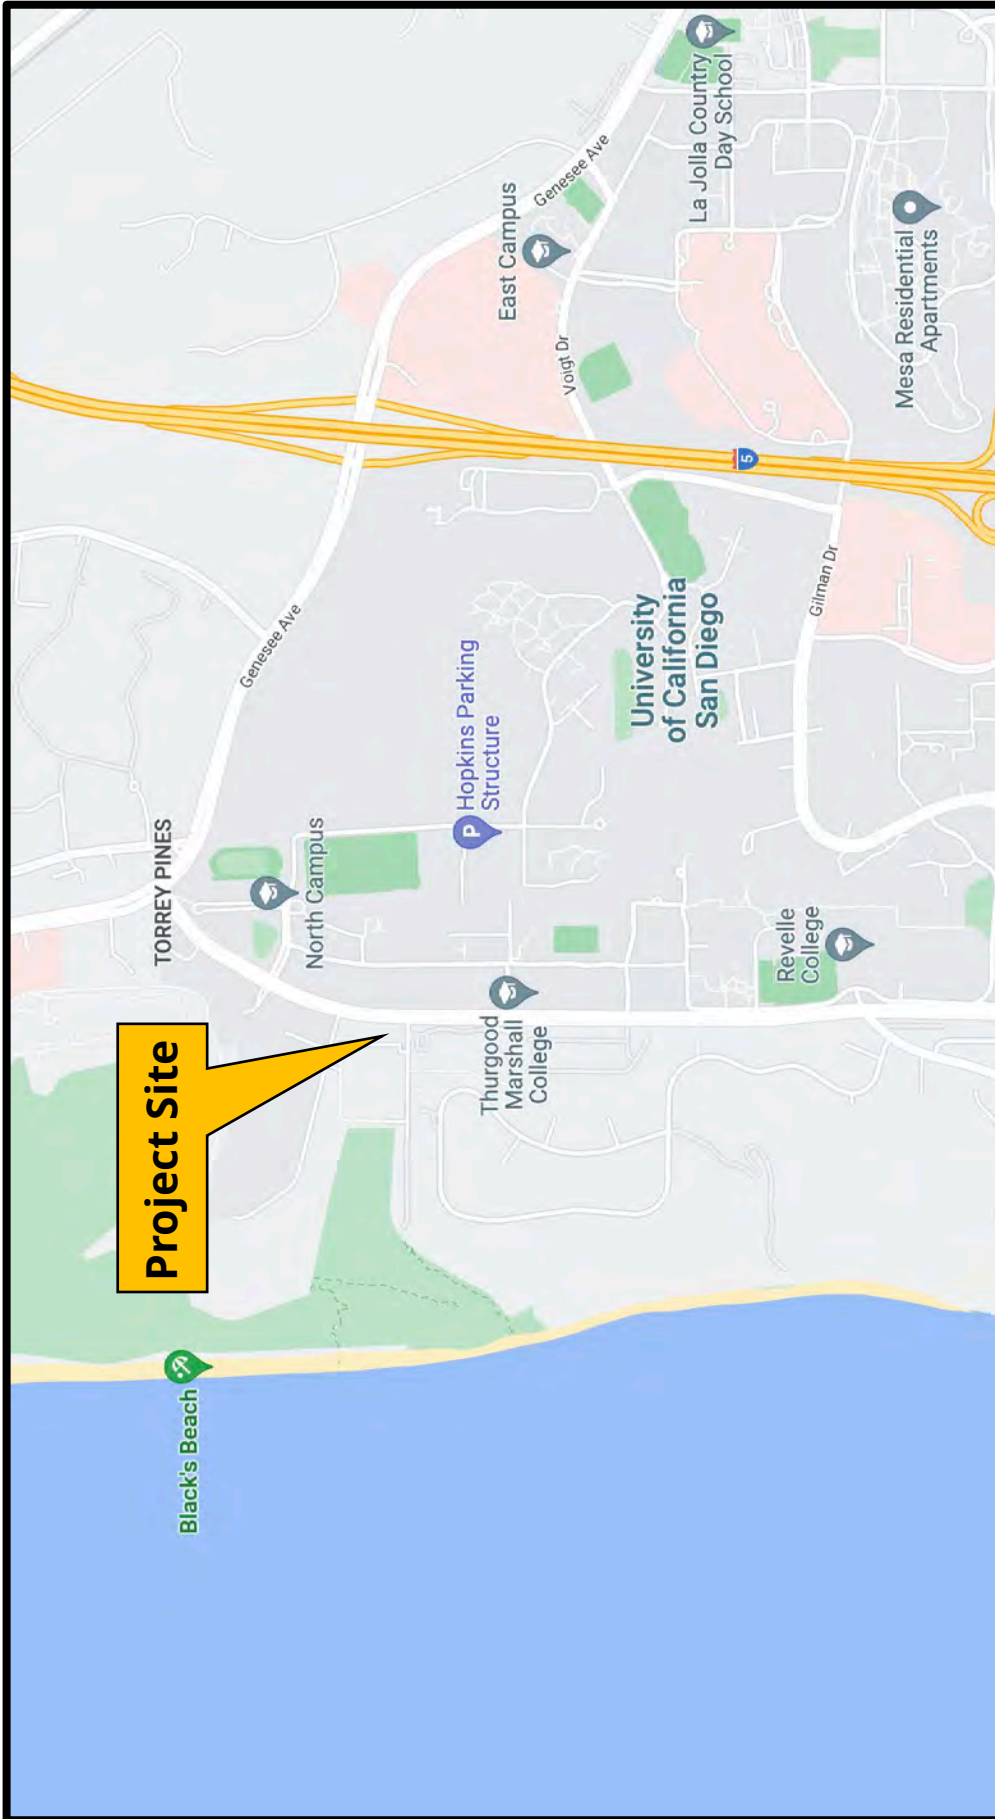 La Jolla Country
Day School
Genesee Ave
East Campus
Mesa Residential
Apartments
Voigt Dr
5
Genesee Ave
Gilman Dr
University
of California
San Diego
P
Hopkins Parking
Structure
TORREY PINES
North Campus
Revelle
College
Thurgood
Marshall
College
Project Site
Black's Beach